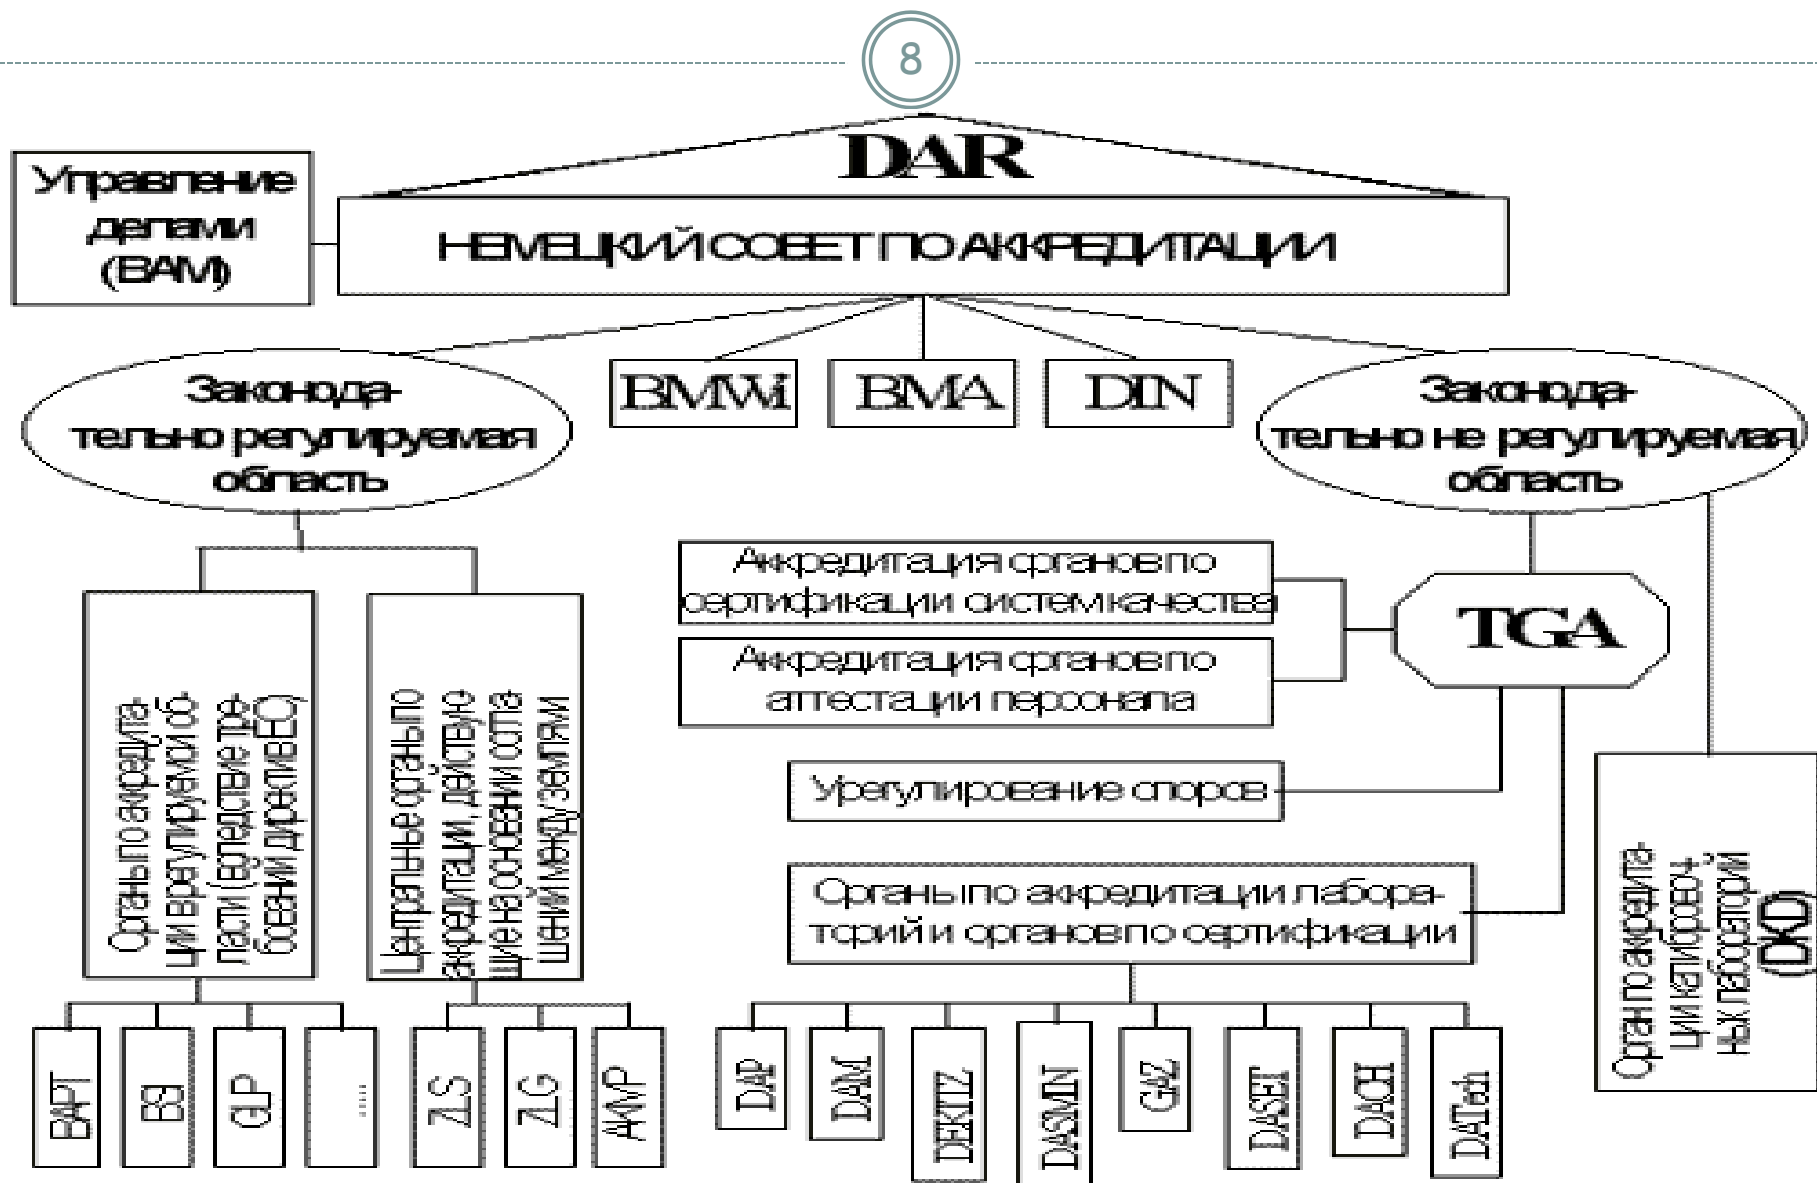 8
DAR
Управление
делами
(BAM)
НЕМЕЦКИЙ СОВЕТ ПО АККРЕДИТАЦИИ
Законода-
тельно регулируемая
область
BMWi
BMA
DIN
Законода-
тельно не регулируемая
область
Аккредитация органов по
сертификации систем качества
TGA
Аккредитация органов по
аттестации персонала
Урегулирование споров
Органы по аккредитации лабора-
торий и органов по сертификации
Органы по аккредита-
ции в регулируемой об-
ласти (вследствие тре-
бований директив ЕС)
Центральные органы по
аккредитации, действую-
щие на основании согла-
шений между землями
Орган по аккредита-
ции калибровоч-
ных лабораторий
(DKD)
BAPT
BSI
GLP
.....
ZLS
ZLG
AKMP
DAP
DAM
DEKITZ
DASMIN
GAZ
DASET
DACH
DATech